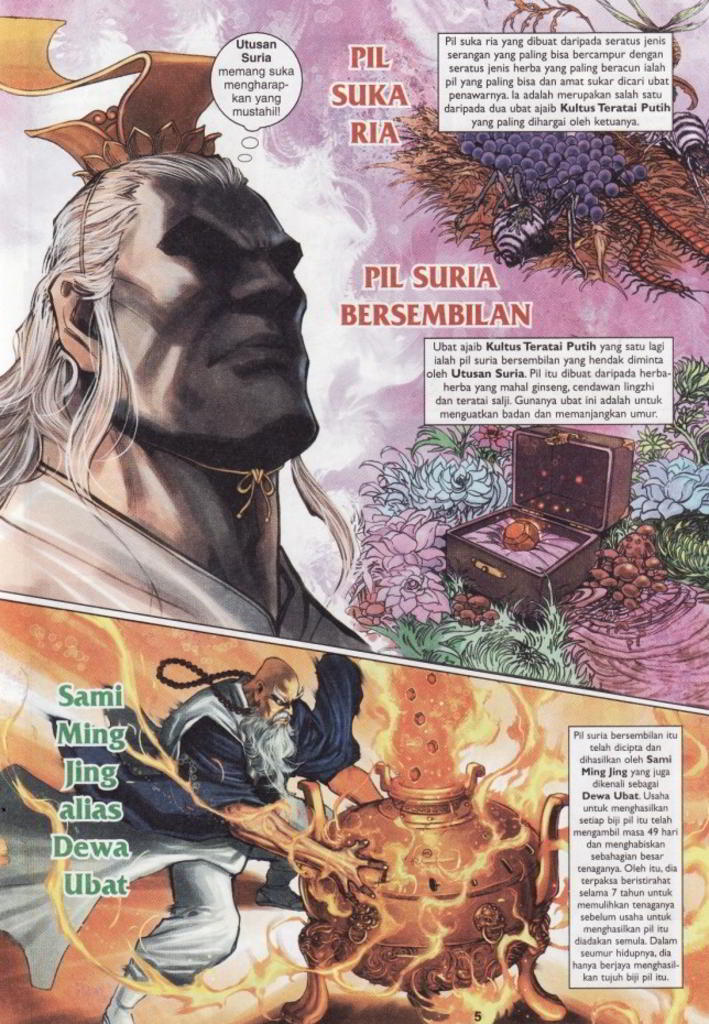 Utusan
Suria
memang suka
mengharap-
kan yang
mustahil!
PIL
SUKA
RIA
Pil suka ria yang dibuat daripada seratus jenis
serangan yang paling bisa bercampur dengan
seratus jenis herba yang paling beracun ialah
pil yang paling bisa dan amat sukar dicari ubat
penawarnya. Ia adalah merupakan salah satu
daripada dua ubat ajaib Kultus Teratai Putih
yang paling dihargai oleh ketuanya.
PIL SURIA
BERSEMBILAN
Ubat ajaib Kultus Teratai Putih yang satu lagi
ialah pil suria bersembilan yang hendak diminta
oleh Utusan Suria. Pil itu dibuat daripada herba-
herba yang mahal ginseng, cendawan lingzhi
dan teratai salji. Gunanya ubat ini adalah untuk
menguatkan badan dan memanjangkan umur.
Sami
Ming
Jing
alias
Dewa
Ubat
Pil suria bersembilan itu
telah dicipta dan
dihasilkan oleh Sami
Ming Jing yang juga
dikenali sebagai
Dewa Ubat. Usaha
untuk menghasilkan
setiap biji pil itu telah
mengambil masa 49 hari
dan menghabiskan
sebahagian besar
tenaganya. Oleh itu, dia
terpaksa beristirahat
selama 7 tahun untuk
memulihkan tenaganya
sebelum usaha untuk
menghasilkan pil itu
diadakan semula. Dalam
seumur hidupnya, dia
hanya berjaya menghasil-
kan tujuh biji pil itu.
5